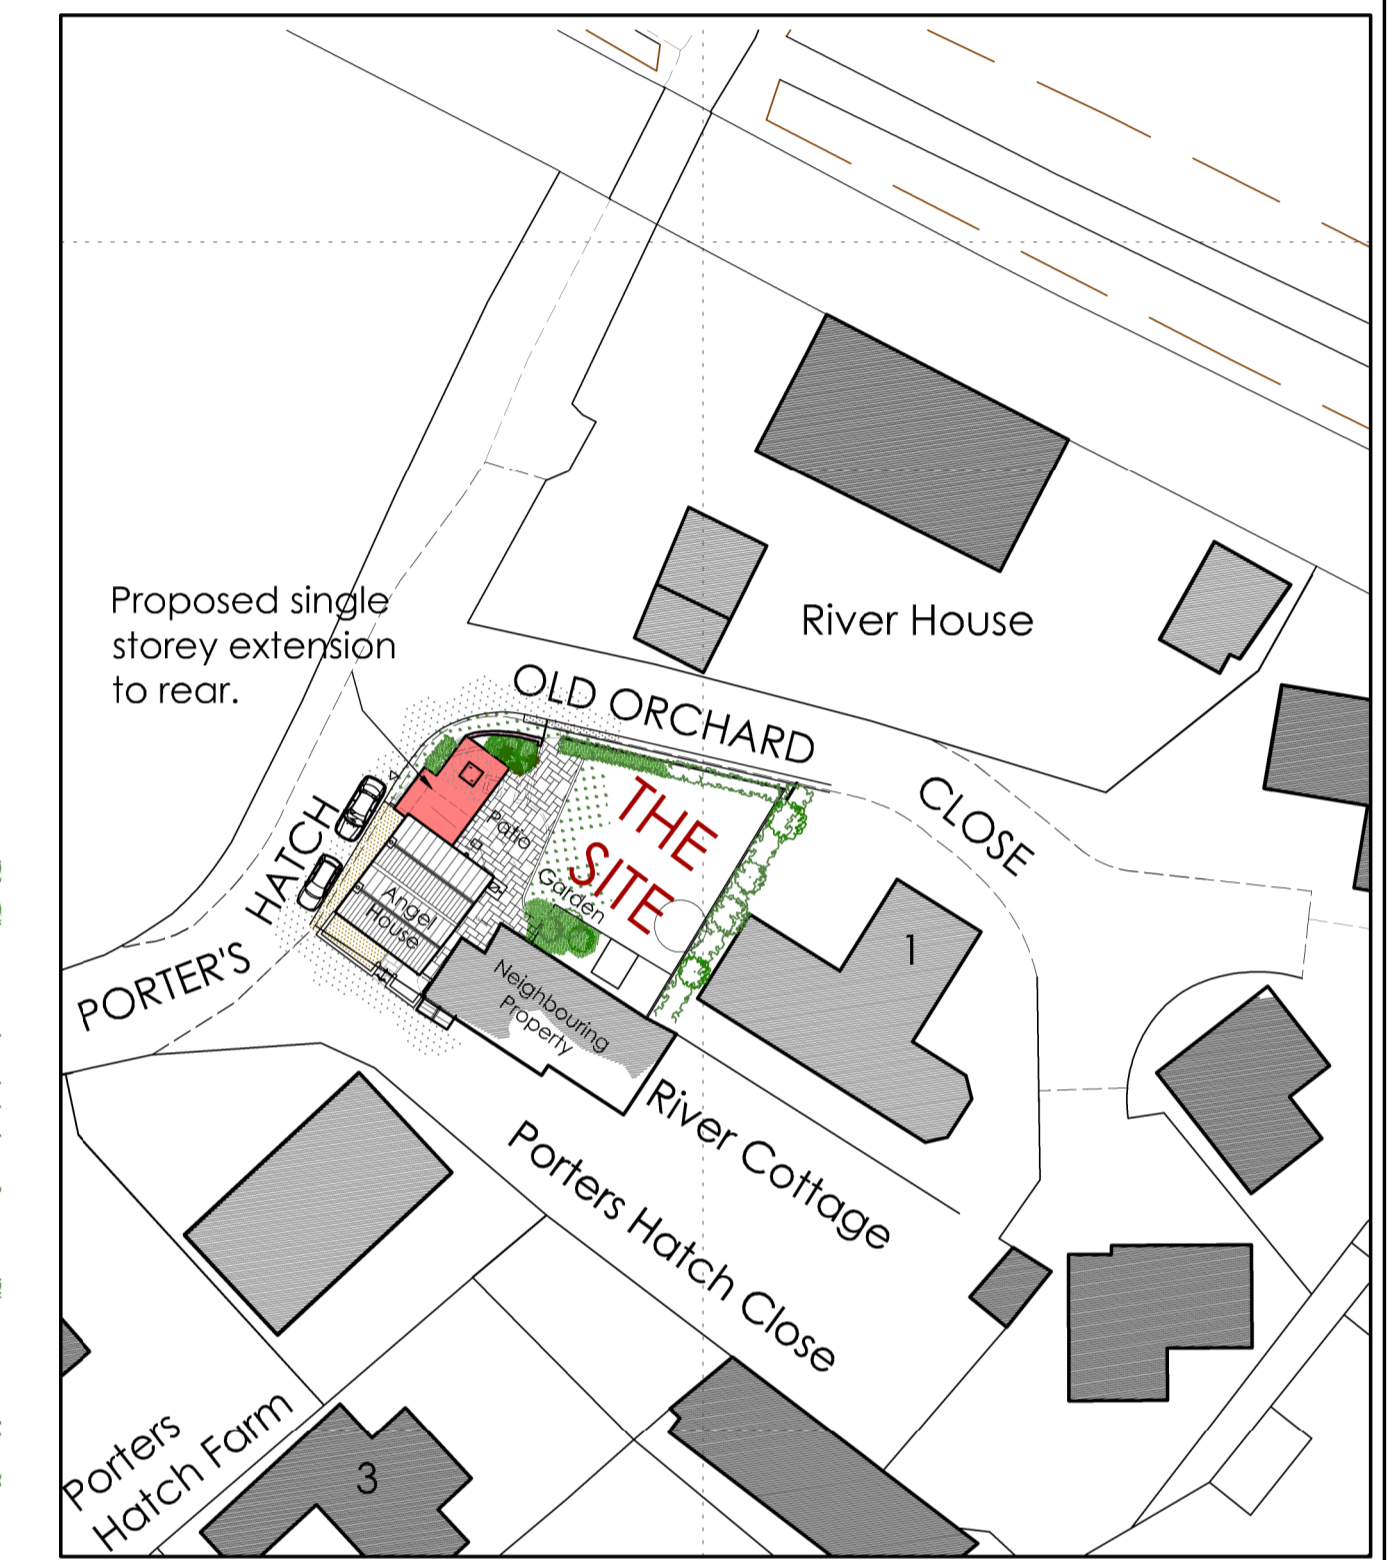 Proposed single
storey extension
to rear.
River House
OLD ORCHARD
CLOSE
THE
SITE
Patio
Garden
Angel
House
HATCH
PORTER'S
Neighbouring
Property
1
River Cottage
Porters Hatch Close
Porters
Hatch Farm
3